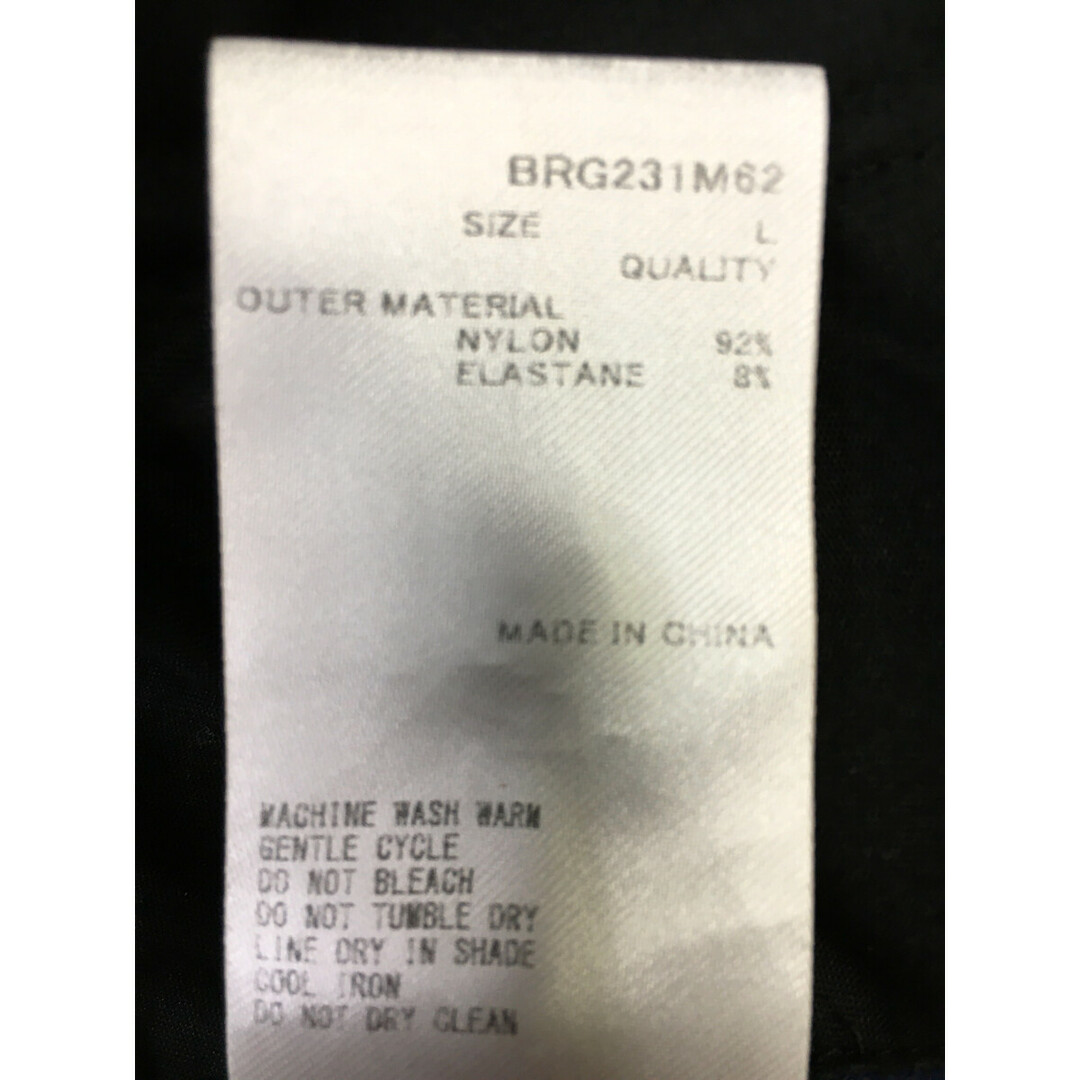 BRG231M62
SIZE L
QUALITY
OUTER MATERIAL
NYLON 92%
ELASTANE 8%
MADE IN CHINA
MACHINE WASH WARM
GENTLE CYCLE
DO NOT BLEACH
DO NOT TUMBLE DRY
LINE DRY IN SHADE
COOL IRON
DO NOT DRY CLEAN